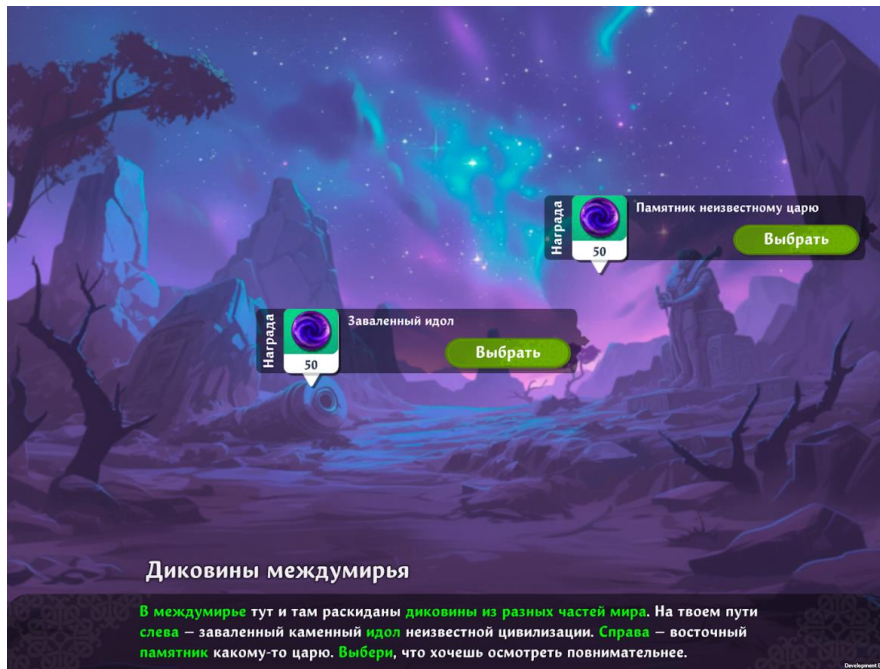 Награда
50
Памятник неизвестному царю
Выбрать
Награда
50
Заваленный идол
Выбрать
Диковины междумирья
В междумирье тут и там раскиданы диковины из разных частей мира. На твоем пути
слева – заваленный каменный идол неизвестной цивилизации. Справа – восточный
памятник какому-то царю. Выбери, что хочешь осмотреть повнимательнее.
Development